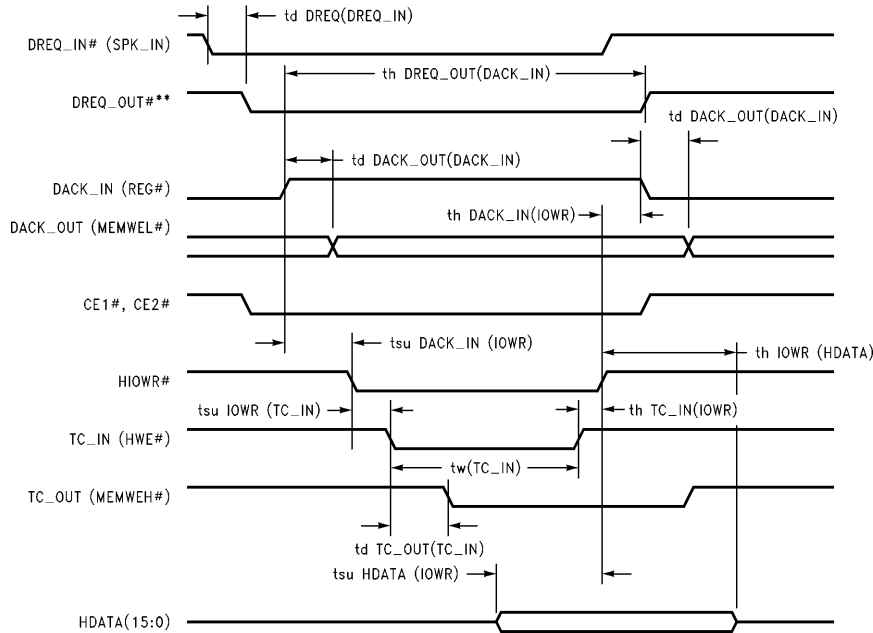 td DREQ(DREQ_IN)
DREQ_IN# (SPK_IN)
th DREQ_OUT(DACK_IN)
DREQ_OUT#**
td DACK_OUT(DACK_IN)
td DACK_OUT(DACK_IN)
DACK_IN (REG#)
th DACK_IN(IOWR)
DACK_OUT (MEMWEL#)
CE1#, CE2#
tsu DACK_IN (IOWR)
th IOWR (HDATA)
HIOWR#
tsu IOWR (TC_IN)
th TC_IN(IOWR)
TC_IN (HWE#)
tw(TC_IN)
TC_OUT (MEMWEH#)
td TC_OUT(TC_IN)
tsu HDATA (IOWR)
HDATA(15:0)